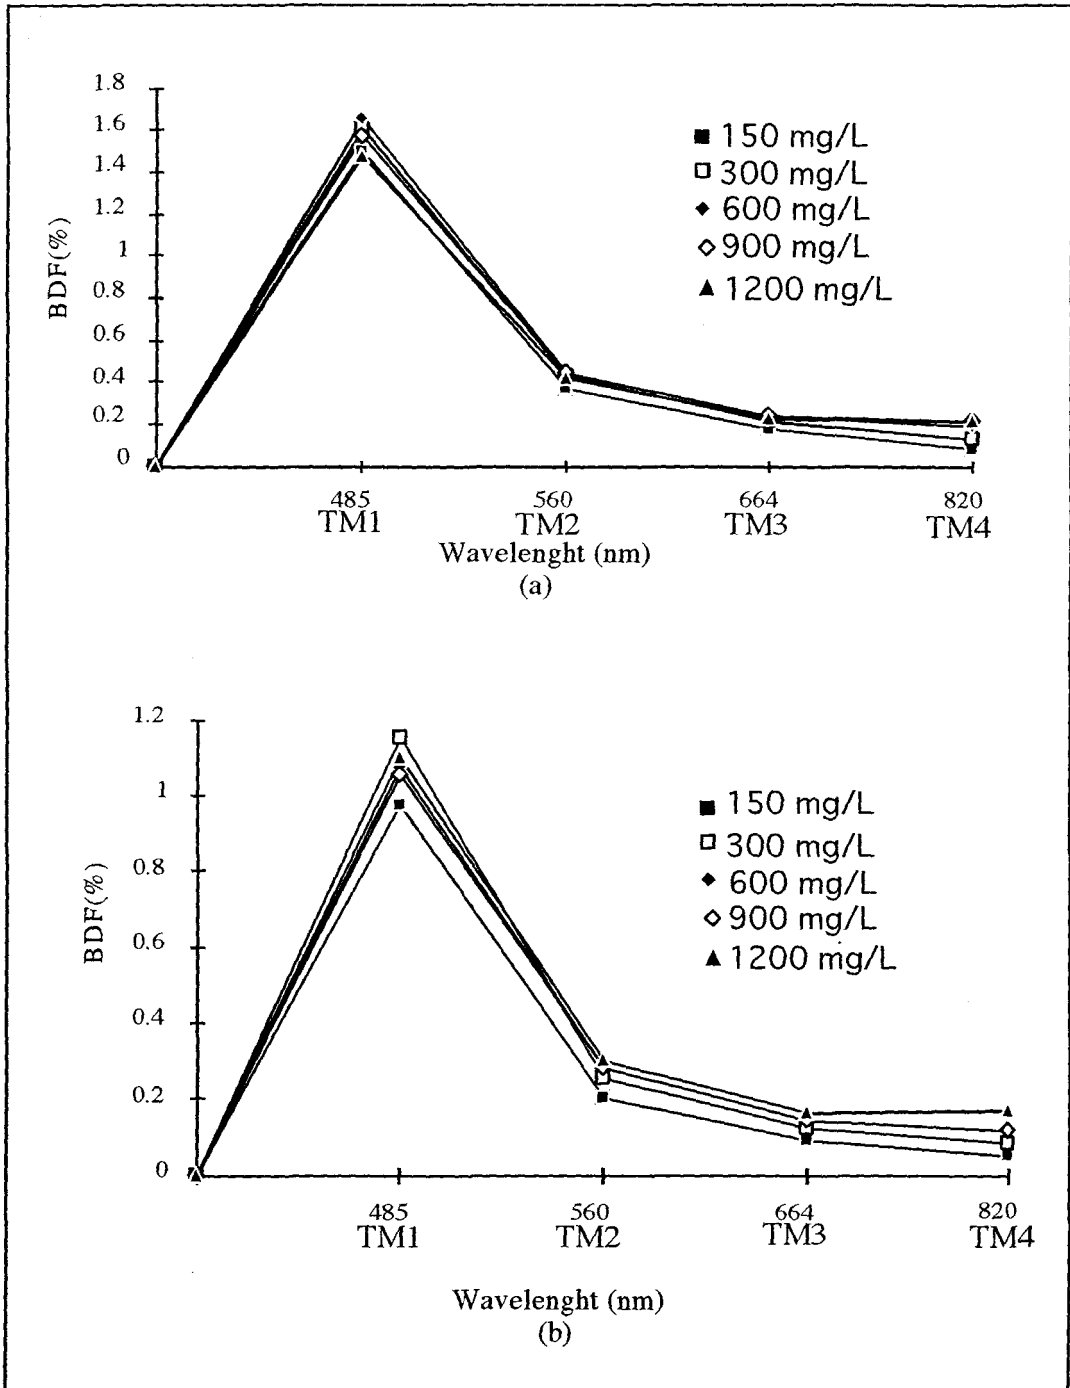 1.8
1.6
1.4
1.2
1
0.8
0.6
0.4
0.2
0
BDF(%)
150 mg/L
300 mg/L
600 mg/L
900 mg/L
1200 mg/L
485 560 664 820
TM1 TM2 TM3 TM4
Wavelenght (nm)
(a)
1.2
1
0.8
0.6
0.4
0.2
0
BDF(%)
150 mg/L
300 mg/L
600 mg/L
900 mg/L
1200 mg/L
485 560 664 820
TM1 TM2 TM3 TM4
Wavelenght (nm)
(b)